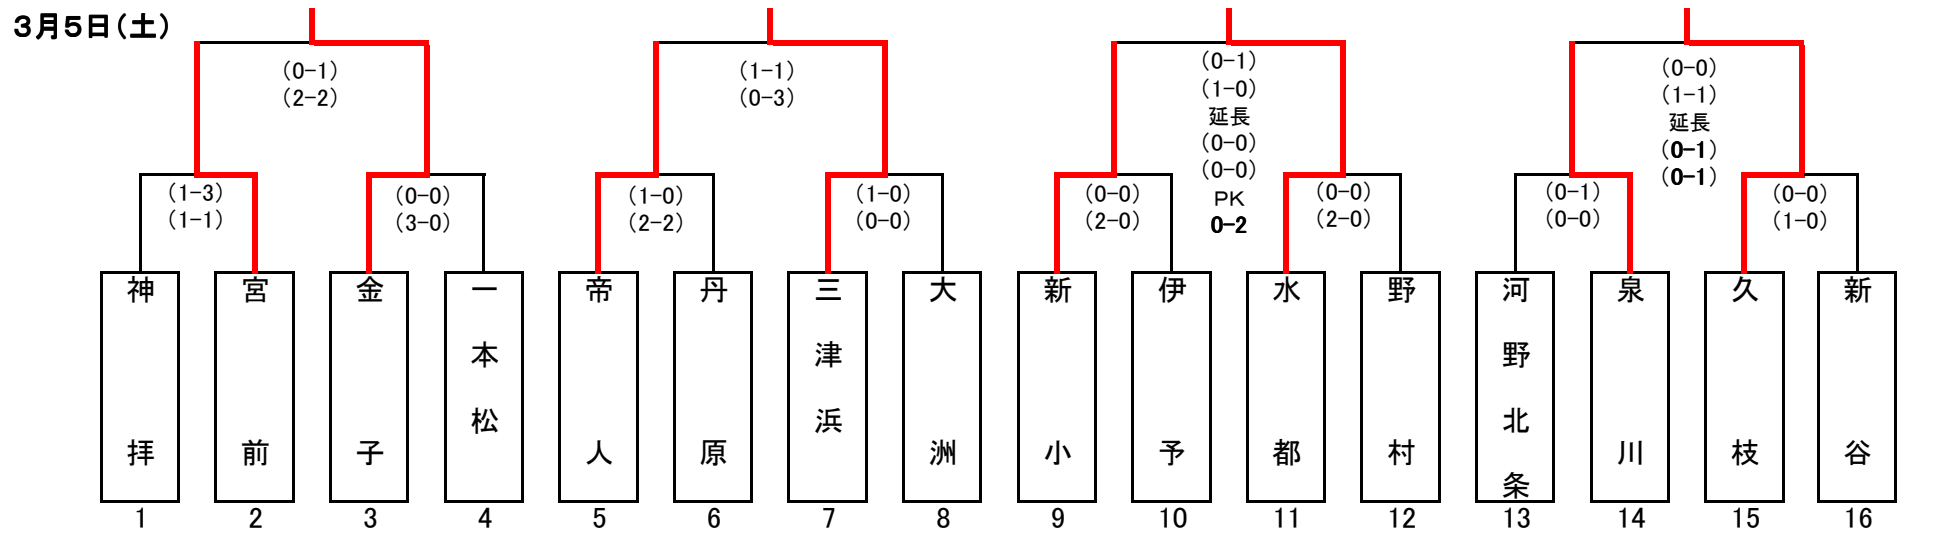 ３月５日（土）
（0-1）
（2-2）
（1-1）
（0-3）
（0-1）
（1-0）
延長
（0-0）
（0-0）
ＰＫ
0-2
（0-0）
（1-1）
延長
（0-1）
（0-1）
（1-3）
（1-1）
（0-0）
（3-0）
（1-0）
（2-2）
（1-0）
（0-0）
（0-0）
（2-0）
（0-0）
（2-0）
（0-1）
（0-0）
（0-0）
（1-0）
神拝
宮前
金子
一本松
帝人
丹原
三津浜
大洲
新小
伊予
水都
野村
河野北条
泉川
久枝
新谷
1 2 3 4 5 6 7 8 9 10 11 12 13 14 15 16